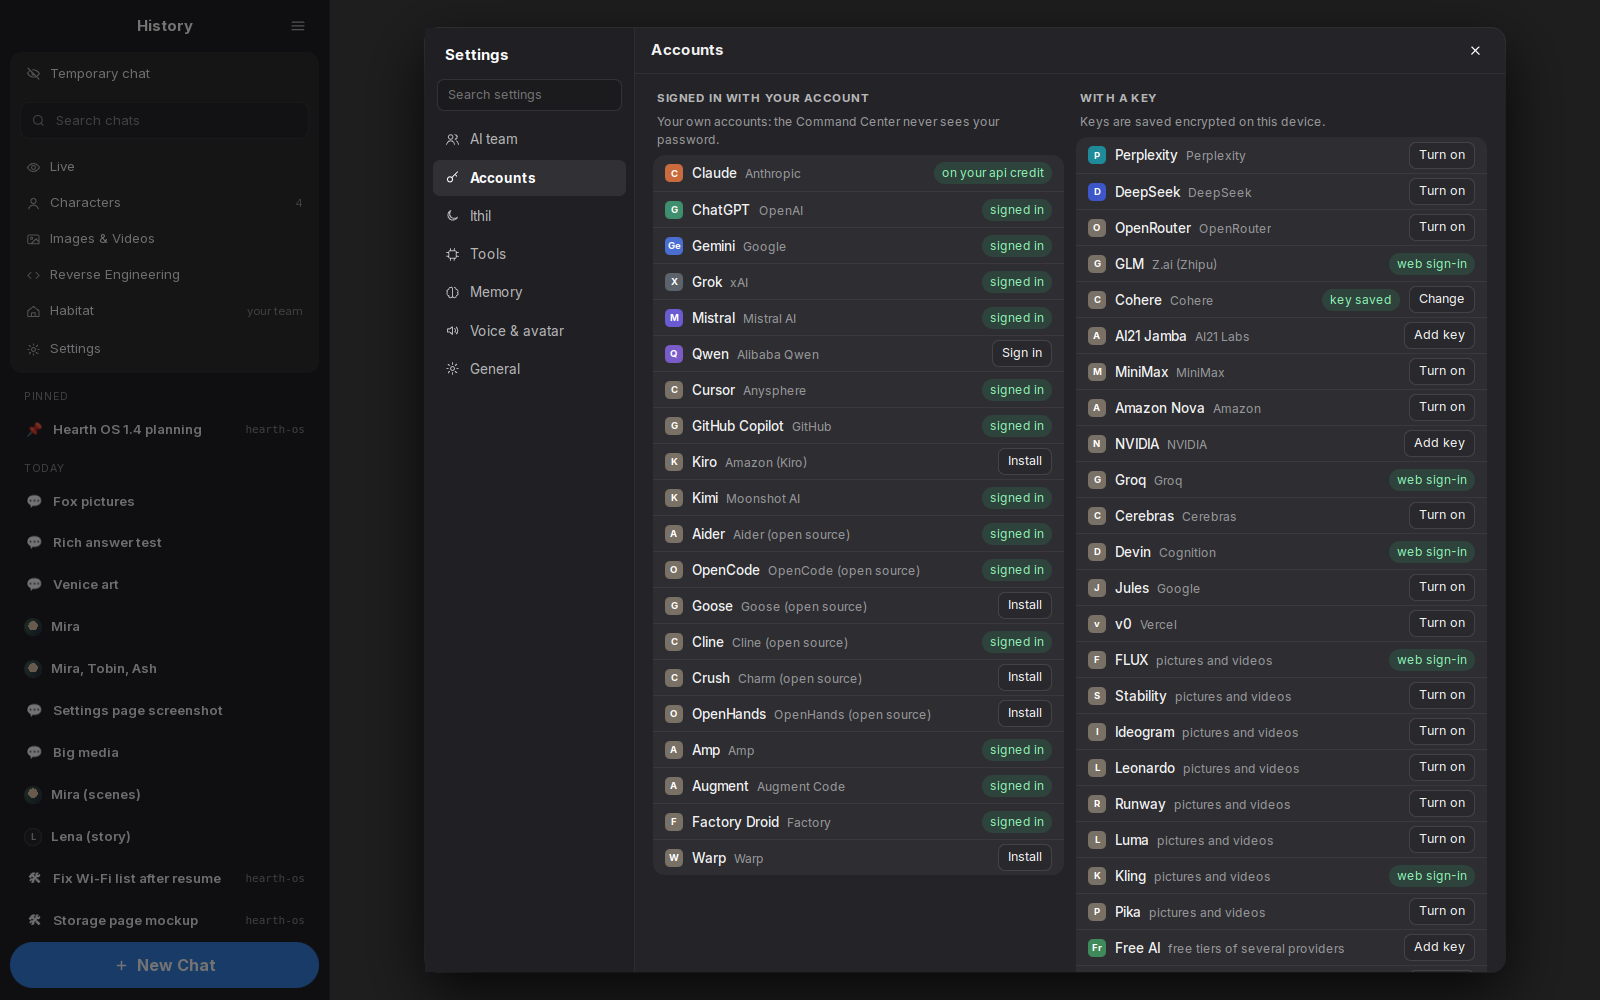 History
Temporary chat
Search chats
Live
Characters 4
Images & Videos
Reverse Engineering
Habitat your team
Settings
PINNED
Hearth OS 1.4 planning hearth-os
TODAY
Fox pictures
Rich answer test
Venice art
Mira
Mira, Tobin, Ash
Settings page screenshot
Big media
Mira (scenes)
L Lena (story)
Fix Wi-Fi list after resume hearth-os
Storage page mockup hearth-os
+ New Chat
Settings
Search settings
AI team
Accounts
Ithil
Tools
Memory
Voice & avatar
General
Accounts
SIGNED IN WITH YOUR ACCOUNT
Your own accounts: the Command Center never sees your
password.
C Claude Anthropic on your api credit
G ChatGPT OpenAI signed in
Ge Gemini Google signed in
X Grok xAI signed in
M Mistral Mistral AI signed in
Q Qwen Alibaba Qwen Sign in
C Cursor Anysphere signed in
G GitHub Copilot GitHub signed in
K Kiro Amazon (Kiro) Install
K Kimi Moonshot AI signed in
A Aider Aider (open source) signed in
O OpenCode OpenCode (open source) signed in
G Goose Goose (open source) Install
C Cline Cline (open source) signed in
C Crush Charm (open source) Install
O OpenHands OpenHands (open source) Install
A Amp Amp signed in
A Augment Augment Code signed in
F Factory Droid Factory signed in
W Warp Warp Install
WITH A KEY
Keys are saved encrypted on this device.
P Perplexity Perplexity Turn on
D DeepSeek DeepSeek Turn on
O OpenRouter OpenRouter Turn on
G GLM Z.ai (Zhipu) web sign-in
C Cohere Cohere key saved Change
A AI21 Jamba AI21 Labs Add key
M MiniMax MiniMax Turn on
A Amazon Nova Amazon Turn on
N NVIDIA NVIDIA Add key
G Groq Groq web sign-in
C Cerebras Cerebras Turn on
D Devin Cognition web sign-in
J Jules Google Turn on
v v0 Vercel Turn on
F FLUX pictures and videos web sign-in
S Stability pictures and videos Turn on
I Ideogram pictures and videos Turn on
L Leonardo pictures and videos Turn on
R Runway pictures and videos Turn on
L Luma pictures and videos Turn on
K Kling pictures and videos web sign-in
P Pika pictures and videos Turn on
Fr Free AI free tiers of several providers Add key